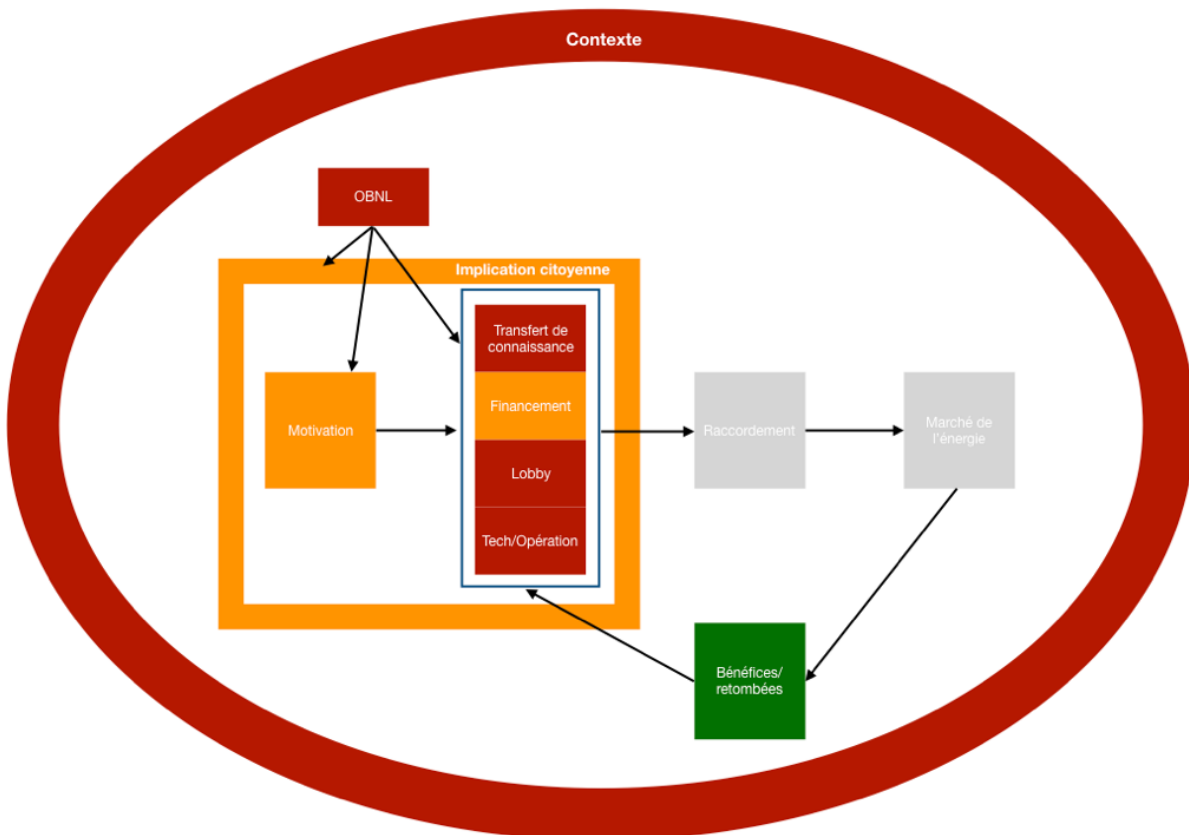 Contexte
OBNL
Implication citoyenne
Transfert de
connaissance
Financement
Motivation
Lobby
Tech/Opération
Raccordement
Marché de
l'énergie
Bénéfices/
retombées